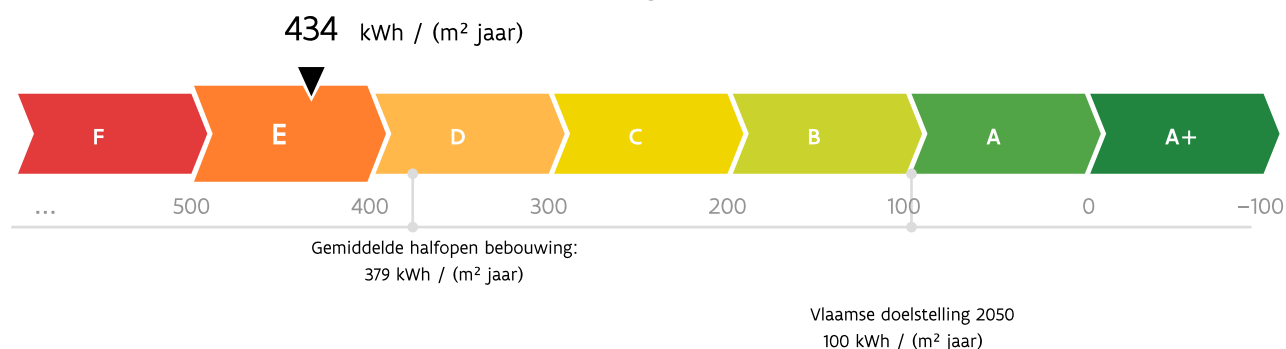 434 kWh / (m² jaar)
F E D C B A A+
... 500 400 300 200 100 0 −100
Gemiddelde halfopen bebouwing:
379 kWh / (m² jaar)
Vlaamse doelstelling 2050
100 kWh / (m² jaar)